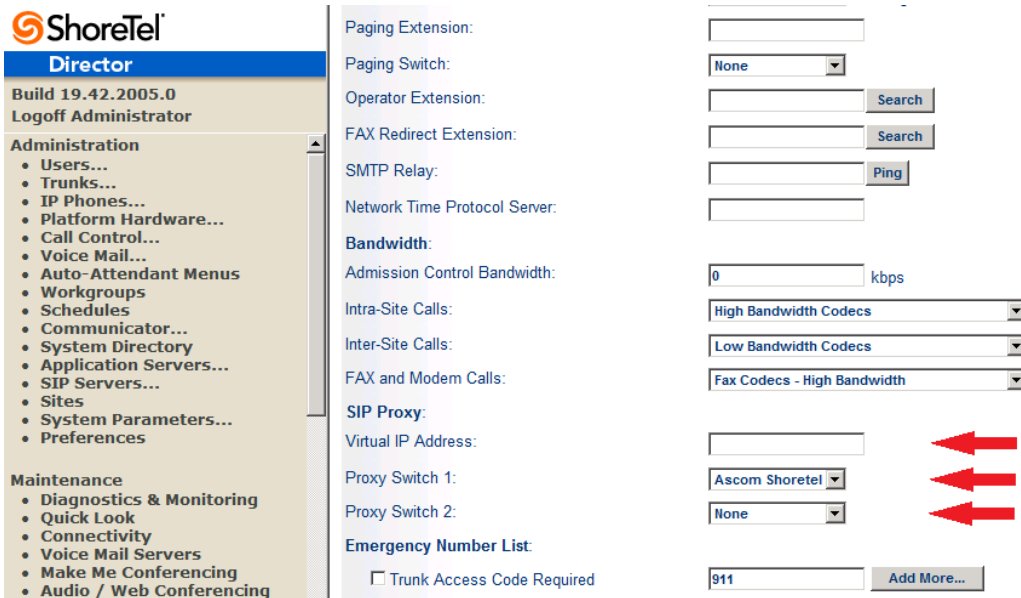 ShoreTel
Director
Build 19.42.2005.0
Logoff Administrator
Administration
Users...
Trunks...
IP Phones...
Platform Hardware...
Call Control...
Voice Mail...
Auto-Attendant Menus
Workgroups
Schedules
Communicator...
System Directory
Application Servers...
SIP Servers...
Sites
System Parameters...
Preferences
Maintenance
Diagnostics & Monitoring
Quick Look
Connectivity
Voice Mail Servers
Make Me Conferencing
Audio / Web Conferencing
Paging Extension:
Paging Switch: None
Operator Extension: Search
FAX Redirect Extension: Search
SMTP Relay: Ping
Network Time Protocol Server:
Bandwidth:
Admission Control Bandwidth: 0 kbps
Intra-Site Calls: High Bandwidth Codecs
Inter-Site Calls: Low Bandwidth Codecs
FAX and Modem Calls: Fax Codecs - High Bandwidth
SIP Proxy:
Virtual IP Address:
Proxy Switch 1: Ascom Shoretel
Proxy Switch 2: None
Emergency Number List:
Trunk Access Code Required 911 Add More...